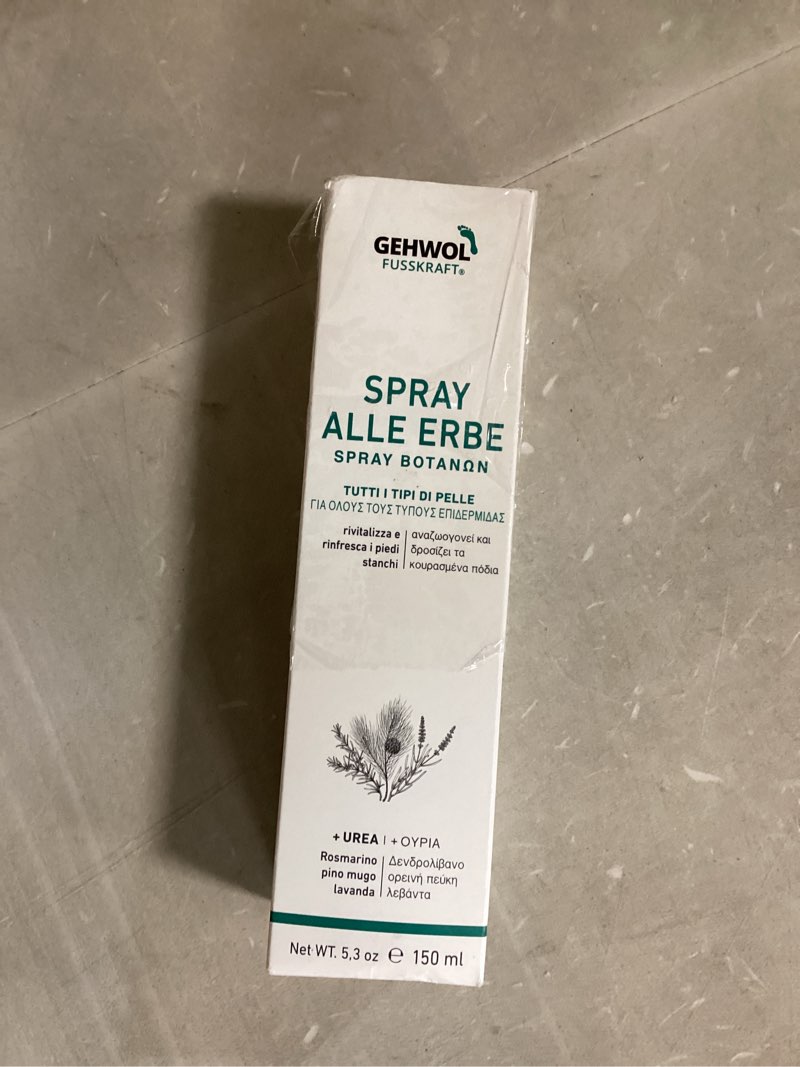 GEHWOL
FUSSKRAFT®
SPRAY
ALLE ERBE
SPRAY ΒΟΤΑΝΩΝ
TUTTI I TIPI DI PELLE
ΓΙΑ ΟΛΟΥΣ ΤΟΥΣ ΤΥΠΟΥΣ ΕΠΙΔΕΡΜΙΔΑΣ
rivitalizza e | αναζωογονεί και
rinfresca i piedi | δροσίζει τα
stanchi | κουρασμένα πόδια
+ UREA | + ΟΥΡΙΑ
Rosmarino | Δενδρολίβανο
pino mugo | ορεινή πεύκη
lavanda | λεβάντα
Net WT. 5,3 oz ℮ 150 ml